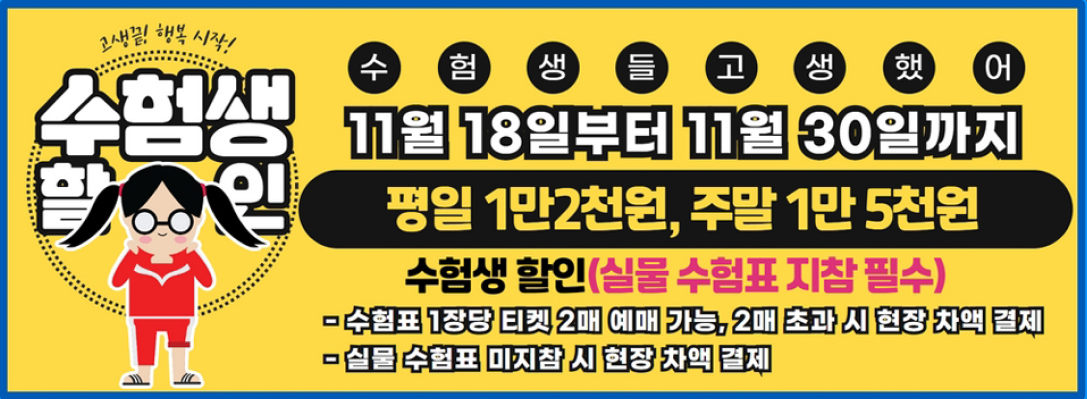 고생끝! 행복 시작!
수험생
할인
수험생들고생했어
11월 18일부터 11월 30일까지
평일 1만2천원, 주말 1만 5천원
수험생 할인(실물 수험표 지참 필수)
- 수험표 1장당 티켓 2매 예매 가능, 2매 초과 시 현장 차액 결제
- 실물 수험표 미지참 시 현장 차액 결제